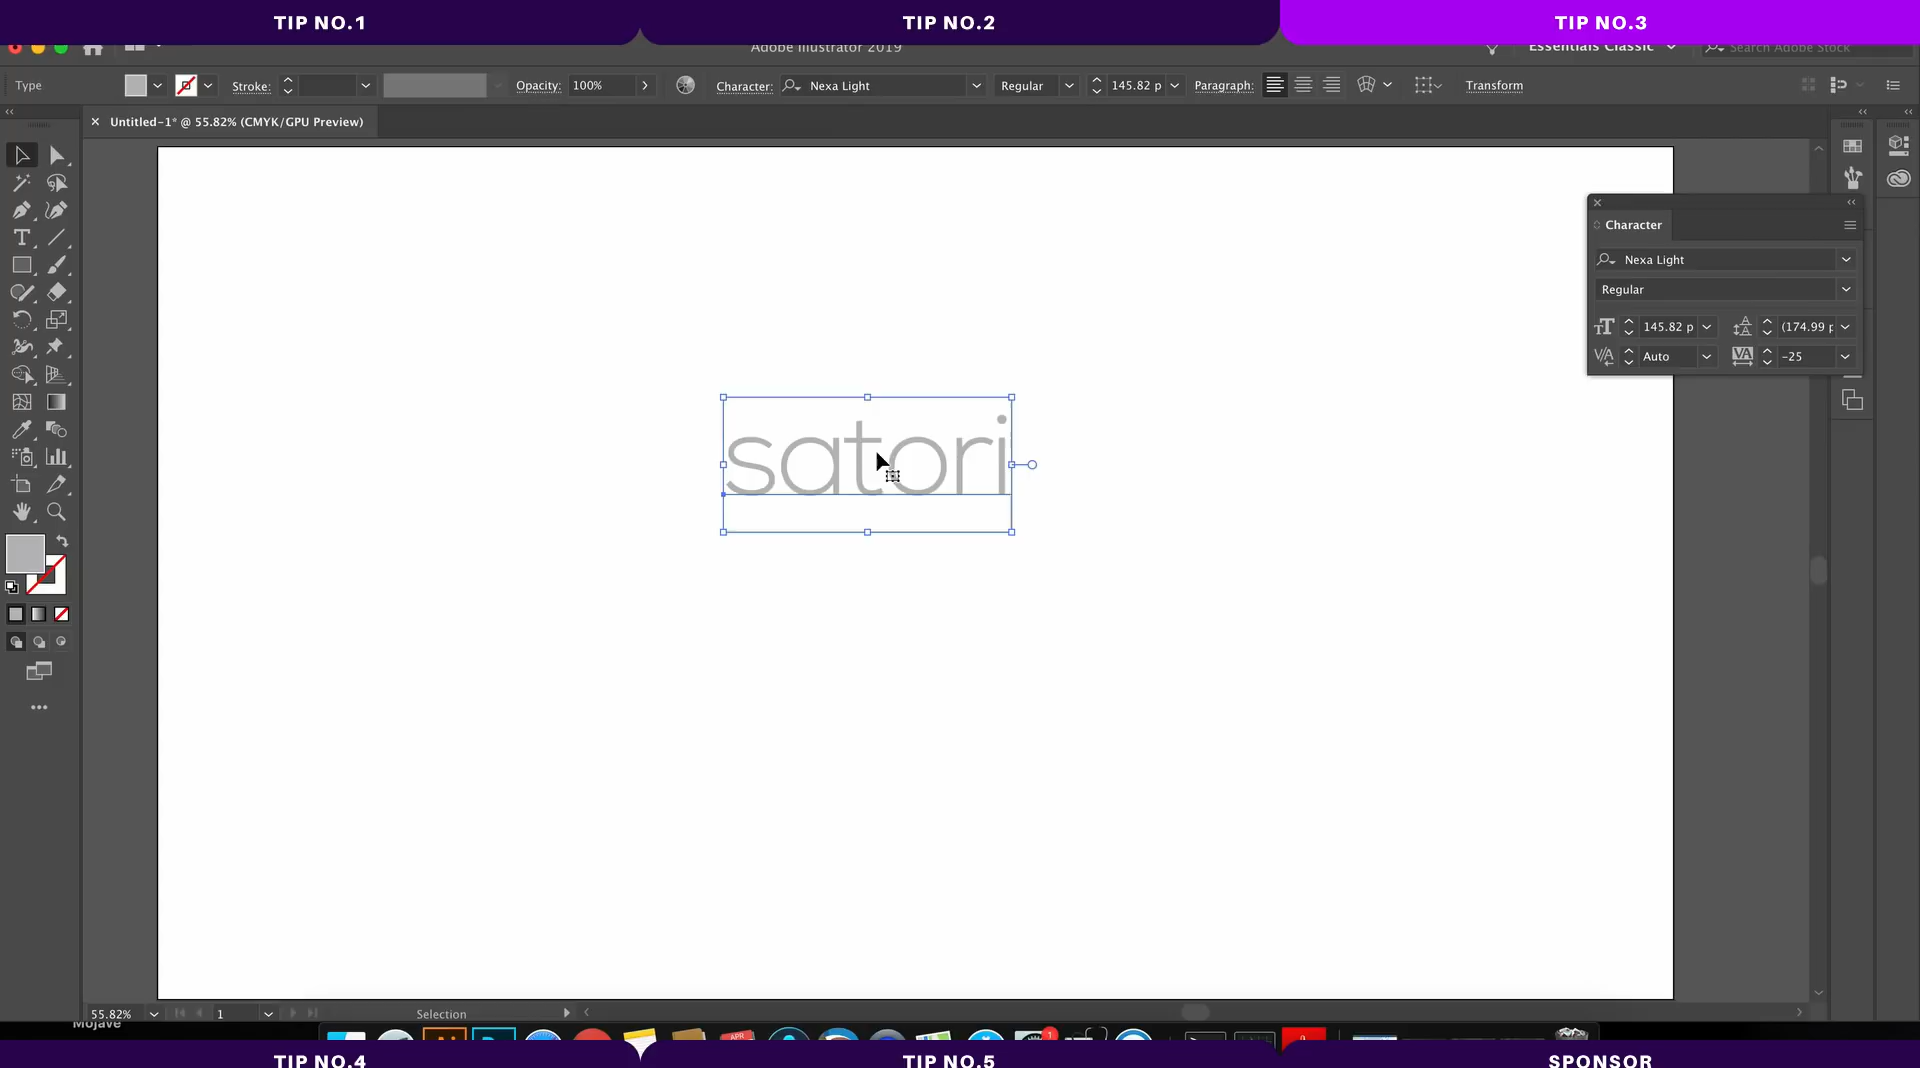 TIP NO.1
TIP NO.2
TIP NO.3
Adobe Illustrator 2019
Essentials Classic
Search Adobe Stock
Type
Stroke:
Opacity:
100%
Character:
Nexa Light
Regular
145.82 p
Paragraph:
Transform
× Untitled-1* @ 55.82% (CMYK/GPU Preview)
Character
Nexa Light
Regular
145.82 p
(174.99 p
Auto
-25
satori
55.82%
1
Selection
Mojave
APR
1
TIP NO.4
TIP NO.5
SPONSOR